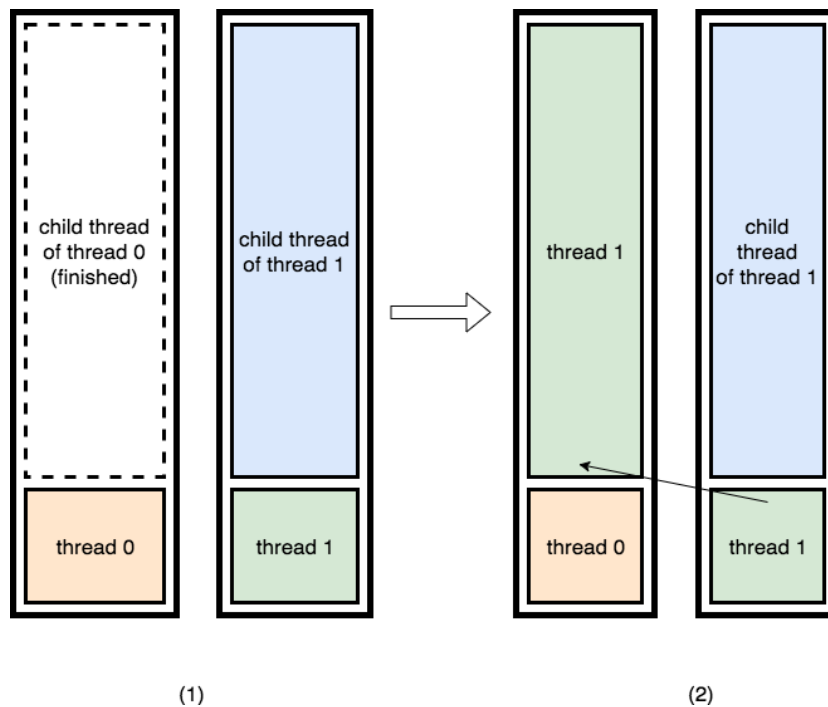 child thread
of thread 0
(finished)
child thread
of thread 1
thread 0
thread 1
thread 1
child
thread
of thread 1
thread 0
thread 1
(1)
(2)